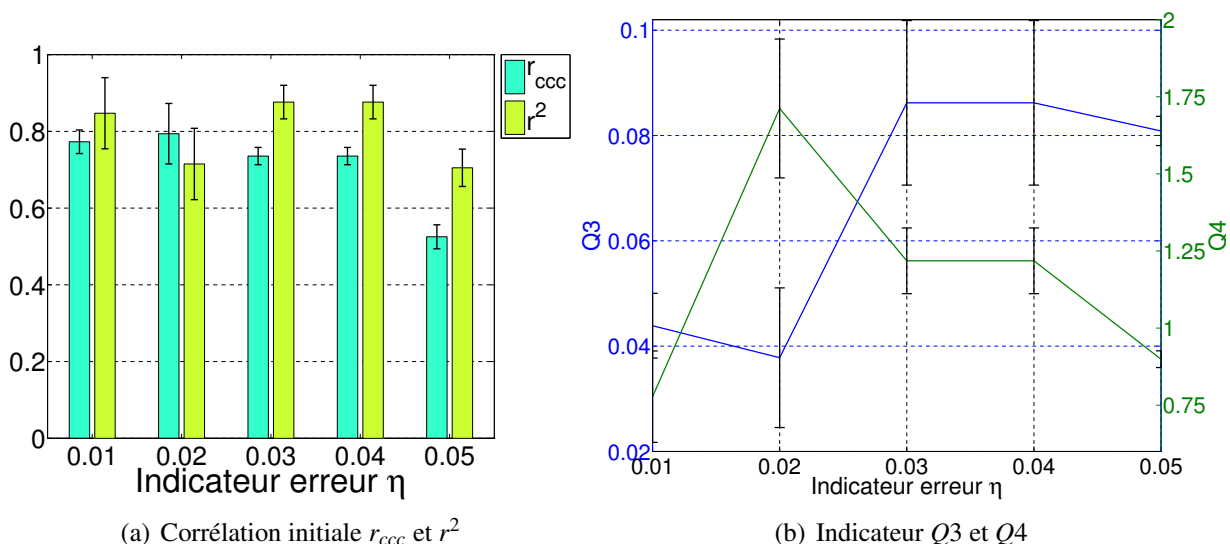 1
0.8
0.6
0.4
0.2
0
0.01 0.02 0.03 0.04 0.05
Indicateur erreur η
r_ccc
r²
(a) Corrélation initiale r_ccc et r²
0.1
0.08
0.06
0.04
0.02
Q3
2
1.75
1.5
1.25
1
0.75
Q4
0.01 0.02 0.03 0.04 0.05
Indicateur erreur η
(b) Indicateur Q3 et Q4